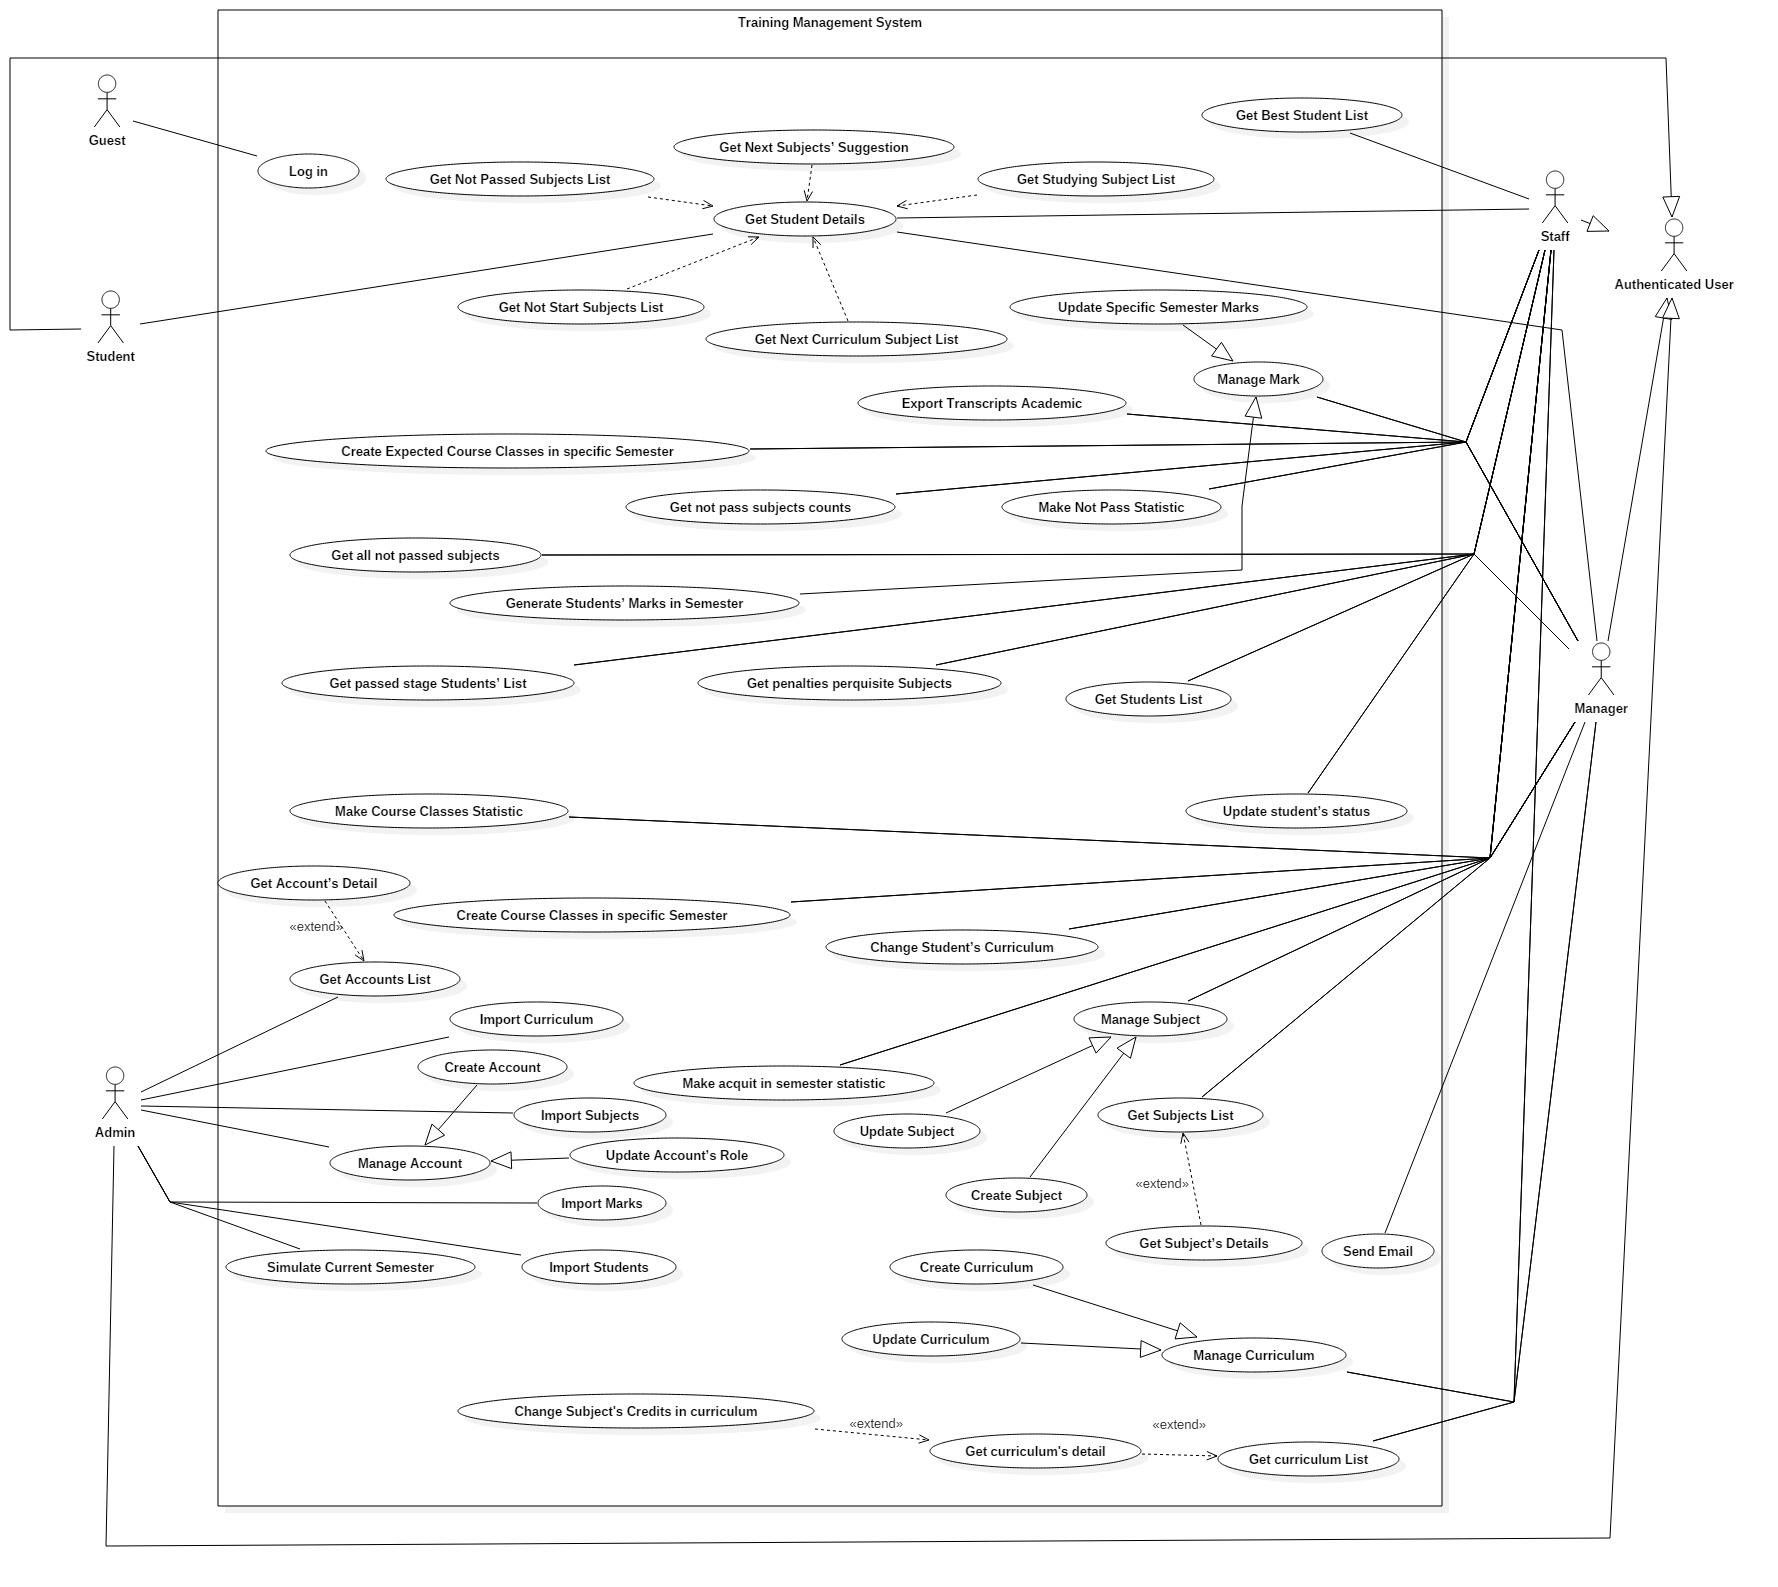 Training Management System
Guest
Get Best Student List
Get Next Subjects’ Suggestion
Log in
Get Not Passed Subjects List
Get Studying Subject List
Get Student Details
Staff
Authenticated User
Get Not Start Subjects List
Update Specific Semester Marks
Get Next Curriculum Subject List
Student
Manage Mark
Export Transcripts Academic
Create Expected Course Classes in specific Semester
Get not pass subjects counts
Make Not Pass Statistic
Get all not passed subjects
Generate Students’ Marks in Semester
Get passed stage Students’ List
Get penalties perquisite Subjects
Get Students List
Manager
Make Course Classes Statistic
Update student’s status
Get Account’s Detail
Create Course Classes in specific Semester
«extend»
Change Student’s Curriculum
Get Accounts List
Import Curriculum
Manage Subject
Create Account
Make acquit in semester statistic
Import Subjects
Get Subjects List
Admin
Update Subject
Manage Account
Update Account’s Role
«extend»
Import Marks
Create Subject
Get Subject’s Details
Send Email
Simulate Current Semester
Import Students
Create Curriculum
Update Curriculum
Manage Curriculum
Change Subject's Credits in curriculum
«extend»
«extend»
Get curriculum's detail
Get curriculum List